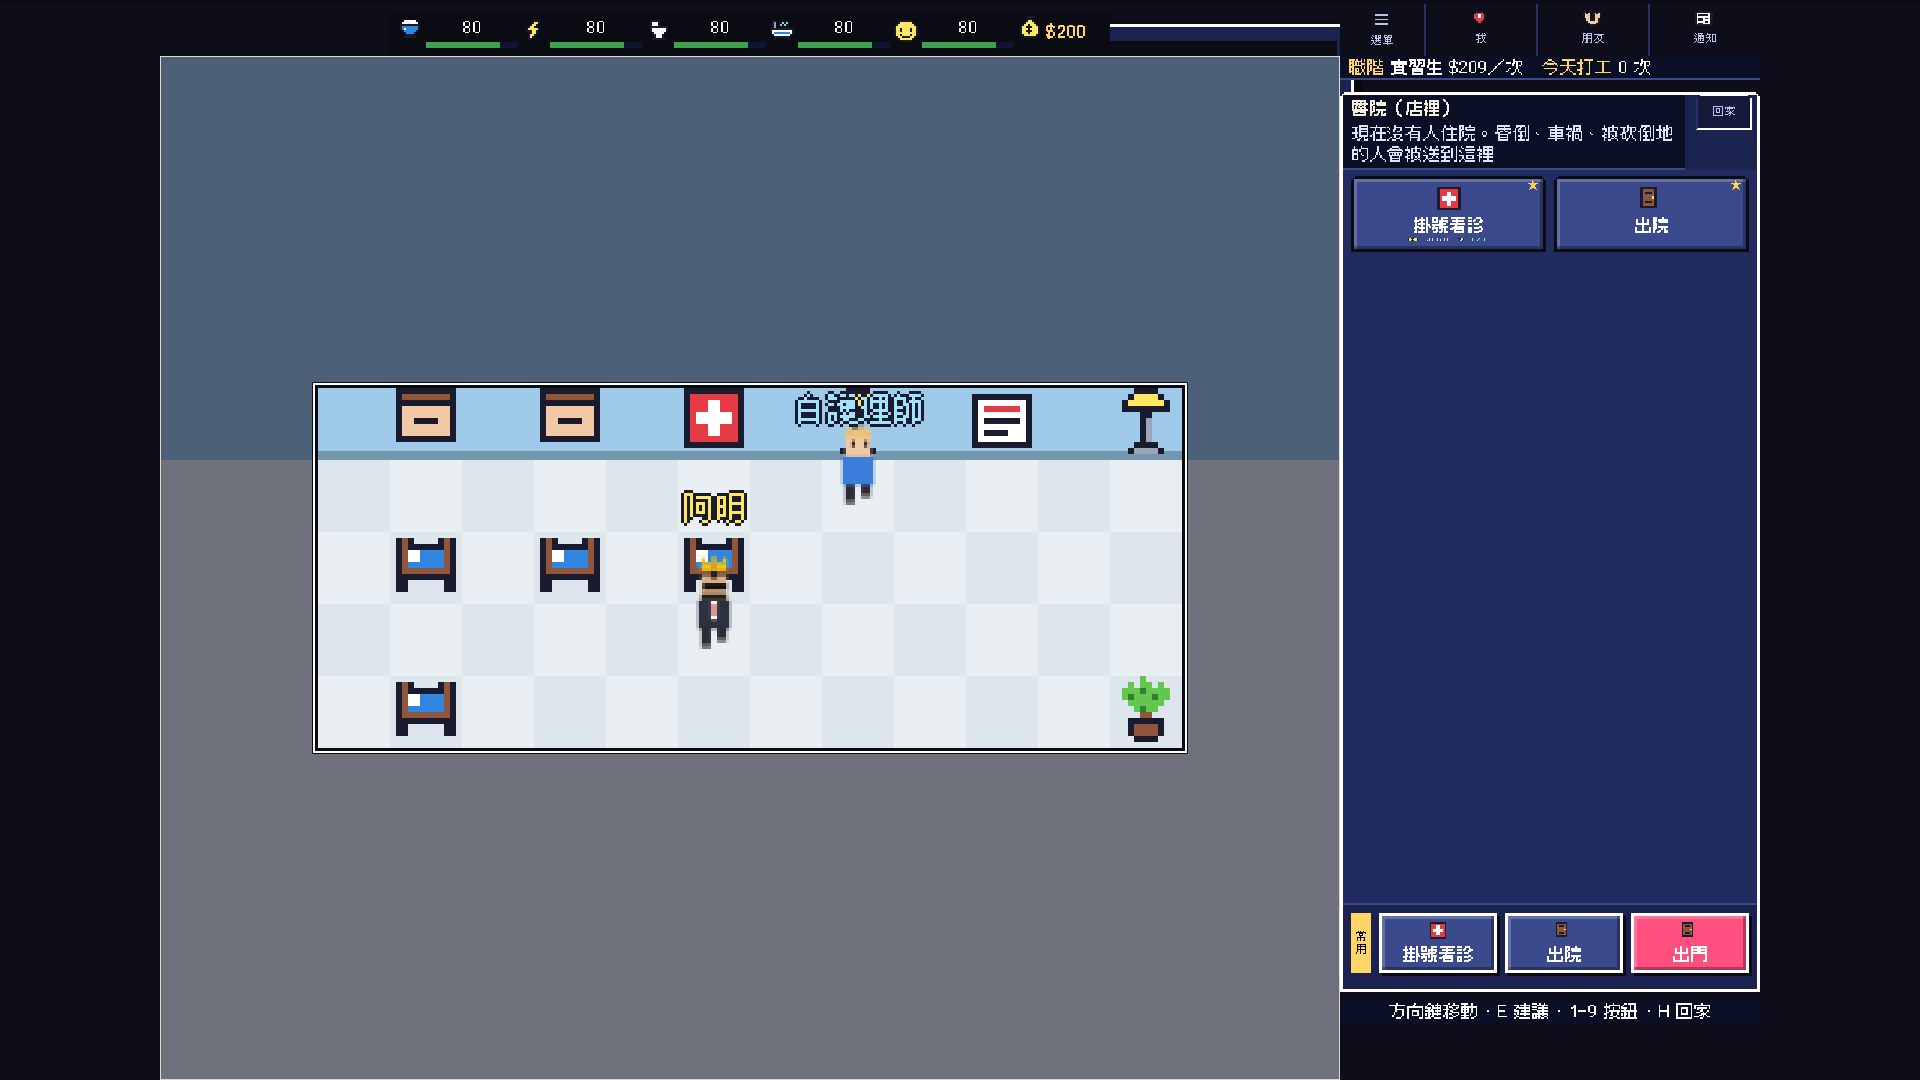 80
80
80
80
80
$200
選單
我
朋友
通知
職階 實習生 $209／次 今天打工 0 次
醫院（店裡）
回家
現在沒有人住院。昏倒、車禍、被砍倒地
的人會被送到這裡
掛號看診
出院
白護理師
阿明
常用
掛號看診
出院
出門
方向鍵移動 · E 建議 · 1-9 按鈕 · H 回家